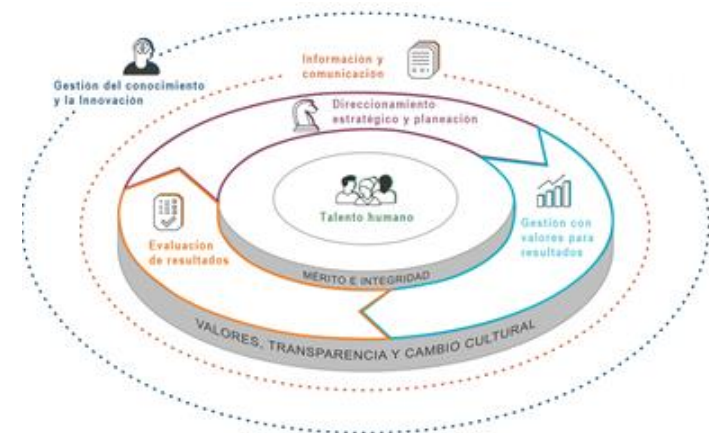 Gestión del conocimiento
y la Innovación
Información y
comunicación
Direccionamiento
estratégico y planeación
Talento humano
Gestión con
valores para
resultados
Evaluación
de resultados
MÉRITO E INTEGRIDAD
VALORES, TRANSPARENCIA Y CAMBIO CULTURAL